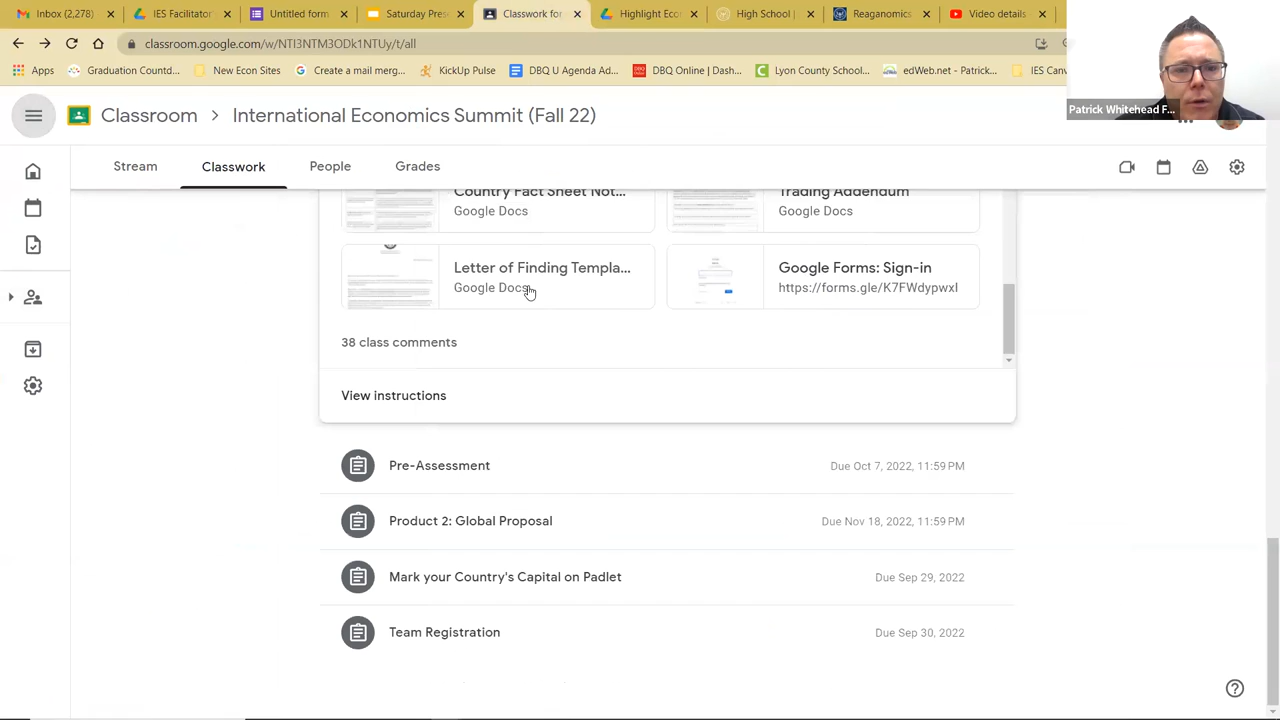 Inbox (2,278)
IES Facilitator
Saturday Pres
Classwork for
Highlight Eco
High School
Reaganomics
Video details
classroom.google.com/w/NTI3NTM3ODk1NTUy/t/all
Apps
Graduation Countd...
New Econ Sites
Create a mail merg...
KickUp Pulse
DBQ U Agenda Ad...
DBQ Online | Dash...
Lyon County School...
edWeb.net - Patrick...
IES Canv
Patrick Whitehead F...
Classroom > International Economics Summit (Fall 22)
Stream Classwork People Grades
Country Fact Sheet Not...
Google Docs
Trading Addendum
Google Docs
Letter of Finding Templa...
Google Docs
Google Forms: Sign-in
https://forms.gle/K7FWdypwxI
38 class comments
View instructions
Pre-Assessment Due Oct 7, 2022, 11:59 PM
Product 2: Global Proposal Due Nov 18, 2022, 11:59 PM
Mark your Country's Capital on Padlet Due Sep 29, 2022
Team Registration Due Sep 30, 2022